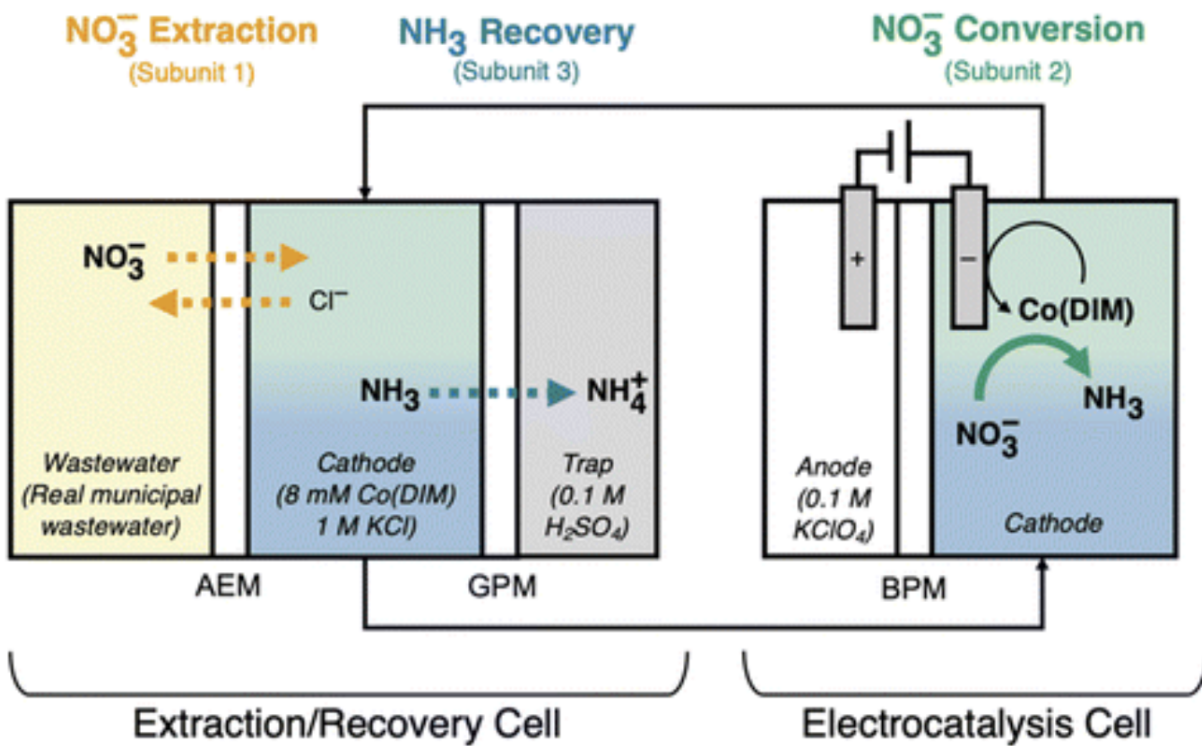 NO₃⁻ Extraction
(Subunit 1)
NH₃ Recovery
(Subunit 3)
NO₃⁻ Conversion
(Subunit 2)
NO₃⁻
Cl⁻
NH₃
NH₄⁺
Wastewater
(Real municipal
wastewater)
Cathode
(8 mM Co(DIM)
1 M KCl)
Trap
(0.1 M
H₂SO₄)
AEM
GPM
+
–
Co(DIM)
NO₃⁻
NH₃
Anode
(0.1 M
KClO₄)
Cathode
BPM
Extraction/Recovery Cell
Electrocatalysis Cell